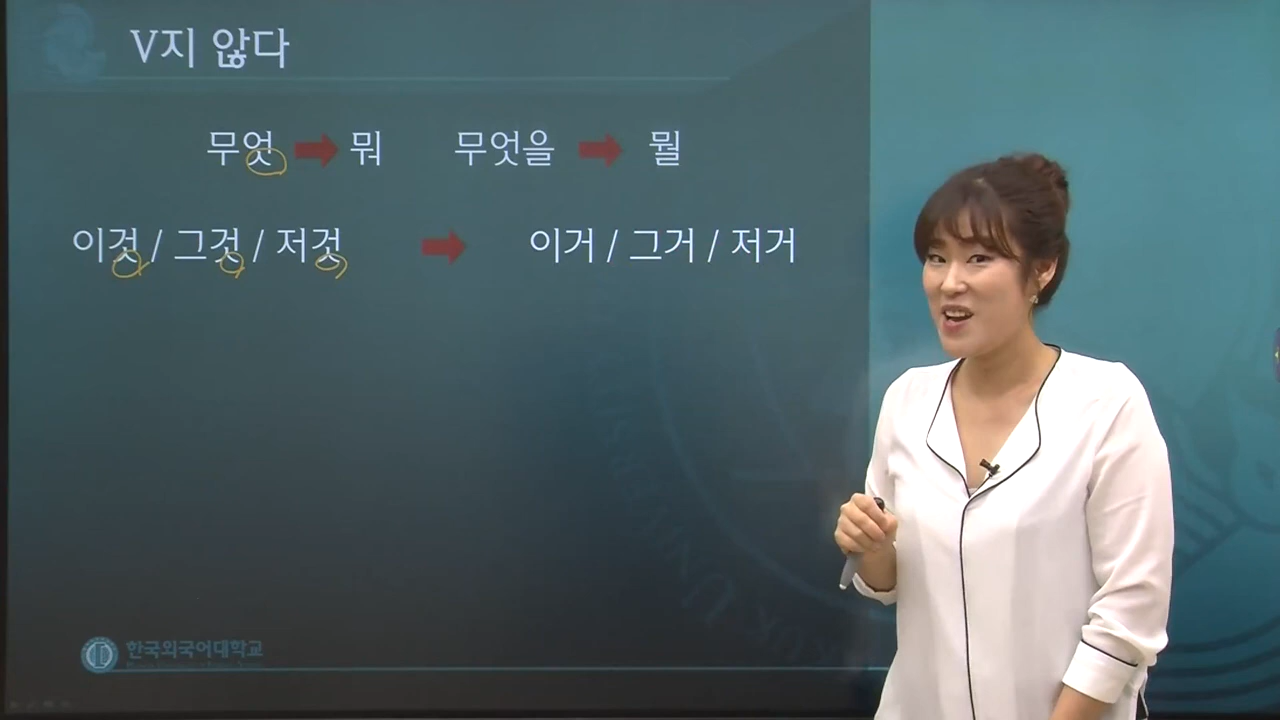 V지 않다
무엇 → 뭐 무엇을 → 뭘
이것 / 그것 / 저것 → 이거 / 그거 / 저거
한국외국어대학교